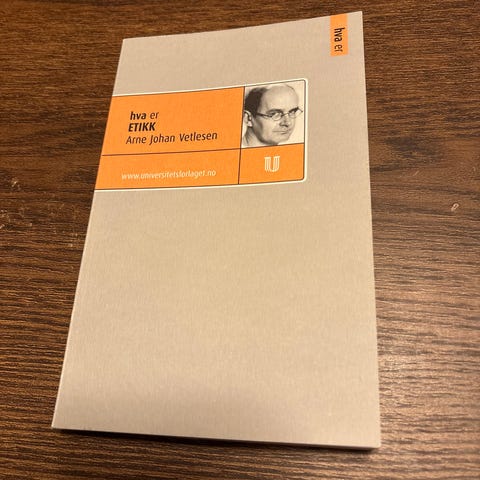 hva er
hva er
ETIKK
Arne Johan Vetlesen
www.universitetsforlaget.no